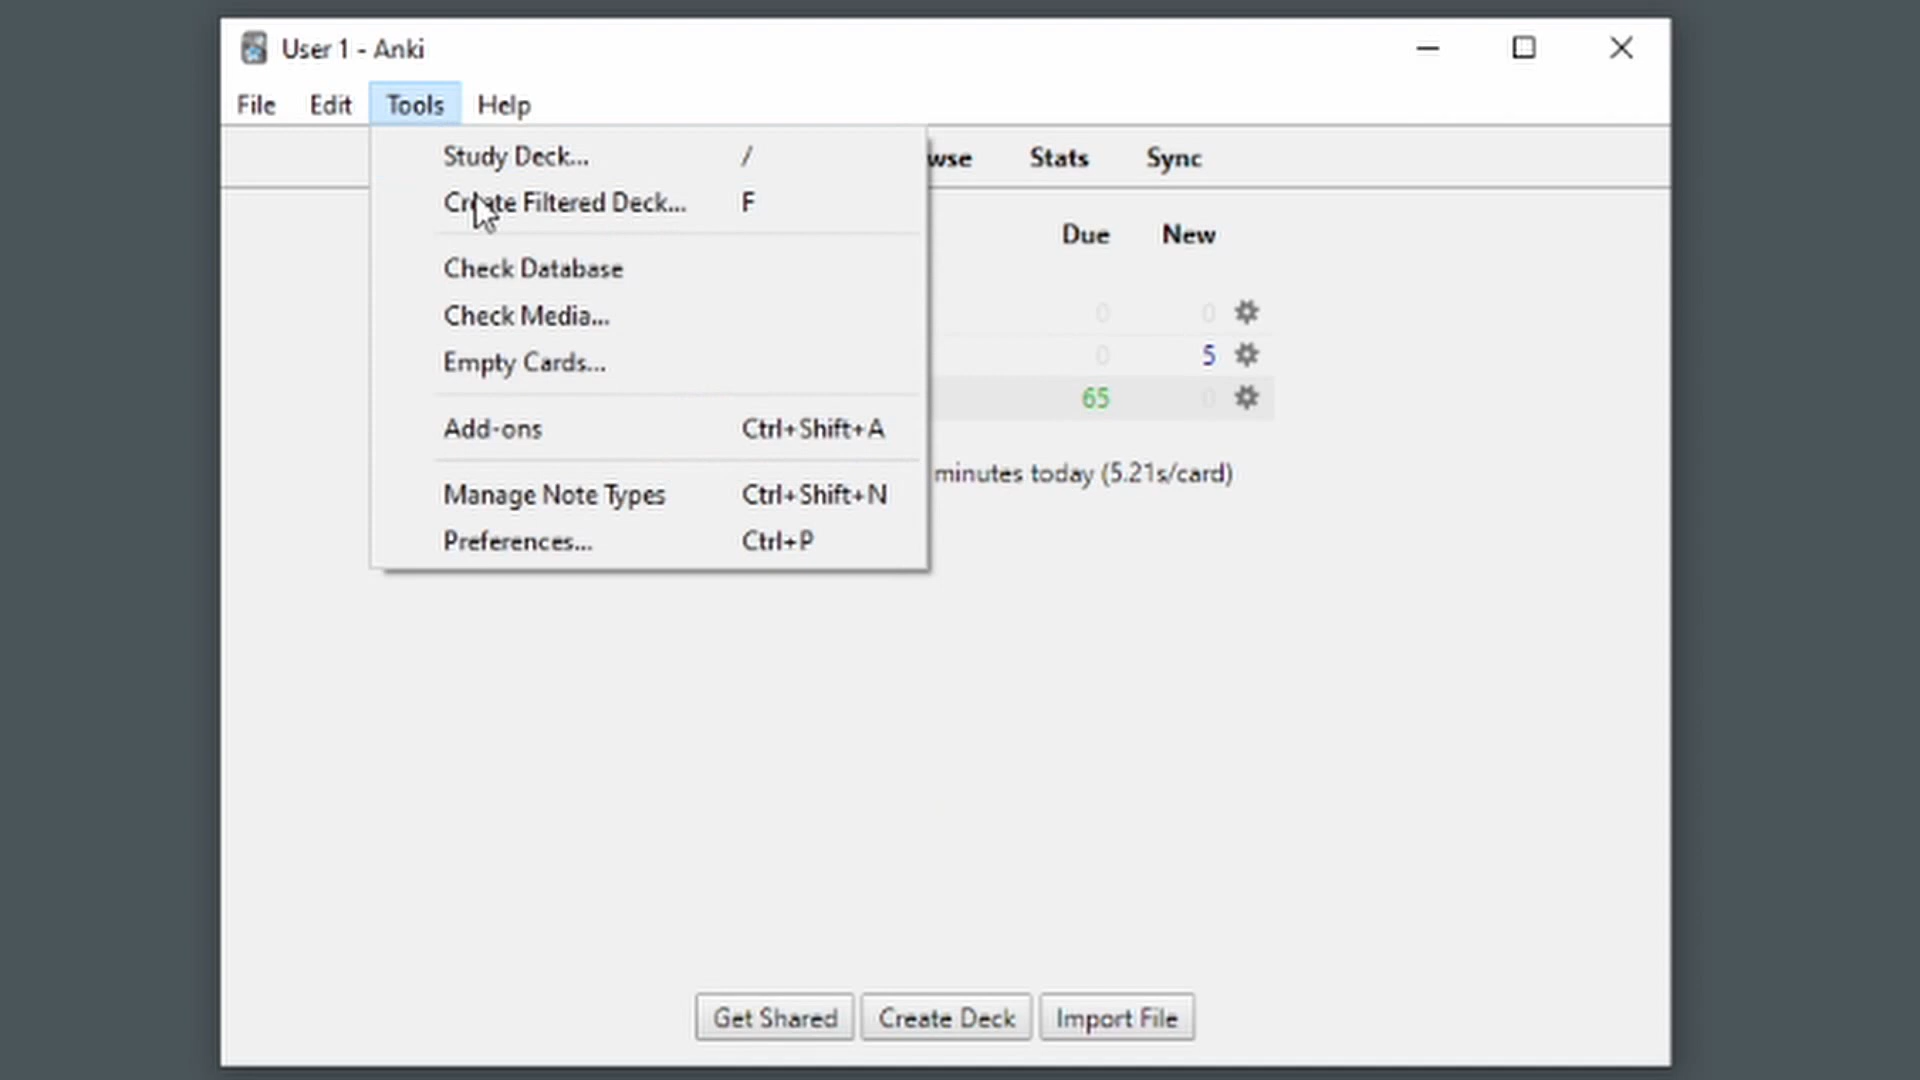 User 1 - Anki
File Edit Tools Help
Study Deck... /
Create Filtered Deck... F
Check Database
Check Media...
Empty Cards...
Add-ons Ctrl+Shift+A
Manage Note Types Ctrl+Shift+N
Preferences... Ctrl+P
wse Stats Sync
Due New
0 0
0 5
65 0
minutes today (5.21s/card)
Get Shared Create Deck Import File